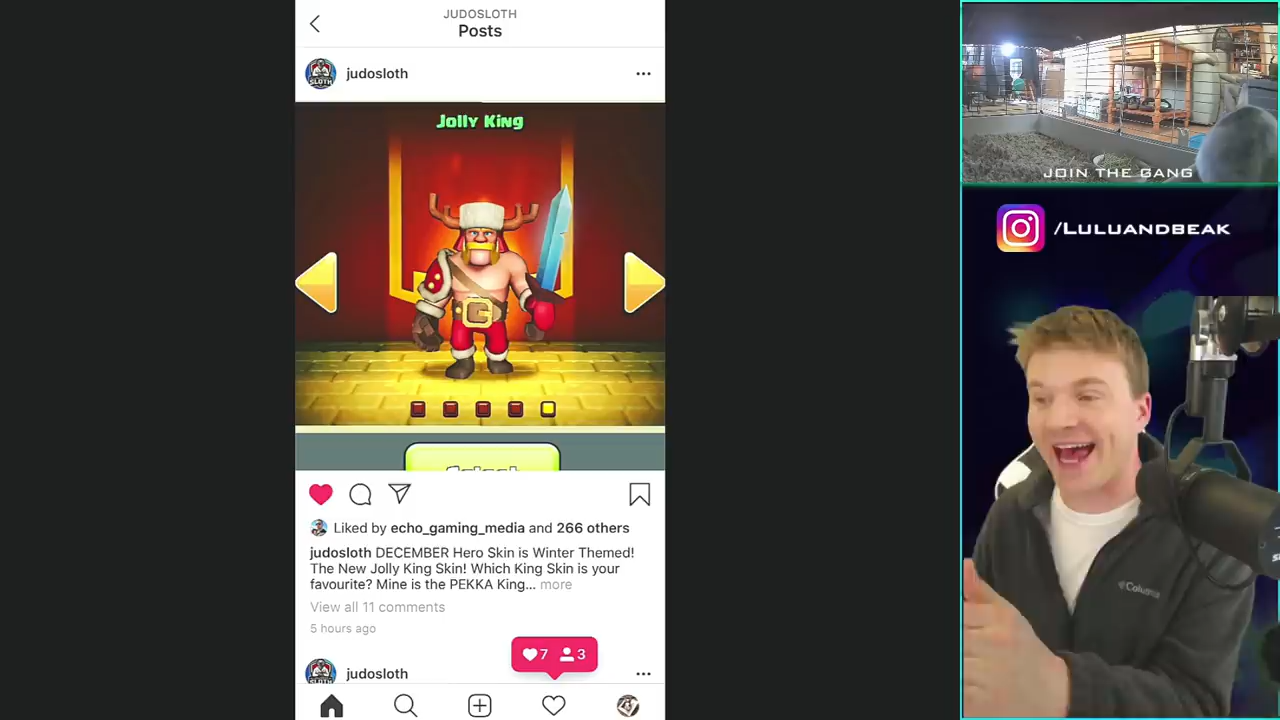 JUDOSLOTH
Posts
judosloth
SLOTH
Jolly King
Liked by echo_gaming_media and 266 others
judosloth DECEMBER Hero Skin is Winter Themed!
The New Jolly King Skin! Which King Skin is your
favourite? Mine is the PEKKA King... more
View all 11 comments
5 hours ago
7 3
judosloth
JOIN THE GANG
/LULUANDBEAK
Columbia